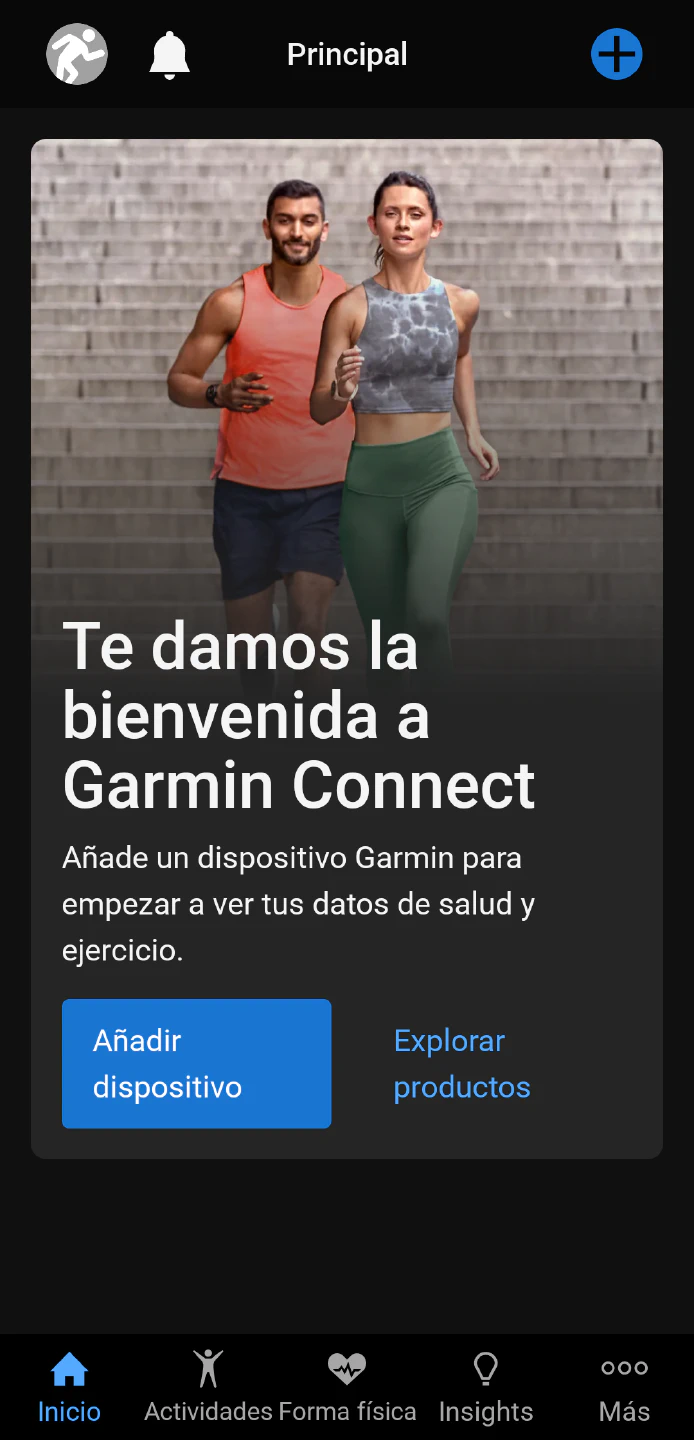 Principal
Te damos la
bienvenida a
Garmin Connect
Añade un dispositivo Garmin para
empezar a ver tus datos de salud y
ejercicio.
Añadir
dispositivo
Explorar
productos
Inicio
Actividades
Forma física
Insights
Más